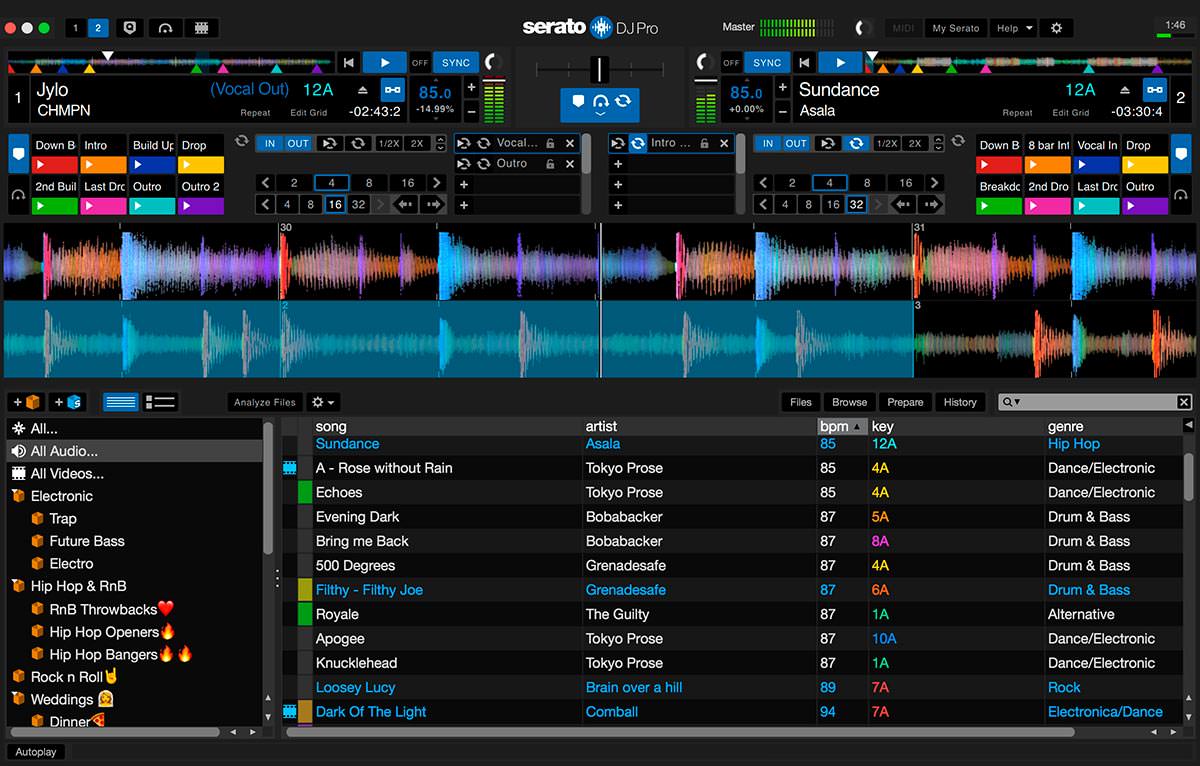 1 2 serato DJ Pro Master MIDI My Serato Help 1:46
OFF SYNC OFF SYNC
1 Jylo (Vocal Out) 12A 85.0 85.0 Sundance 12A 2
CHMPN Repeat Edit Grid -02:43:2 -14.99% +0.00% Asala Repeat Edit Grid -03:30:4
Down B Intro Build Up Drop IN OUT 1/2X 2X Vocal... Intro ... IN OUT 1/2X 2X Down B 8 bar Int Vocal In Drop
Outro
2nd Buil Last Drc Outro Outro 2 2 4 8 16 2 4 8 16 Breakdc 2nd Dro Last Drc Outro
4 8 16 32 4 8 16 32
30 31
2 3
Analyze Files Files Browse Prepare History
All...
All Audio...
All Videos...
Electronic
Trap
Future Bass
Electro
Hip Hop & RnB
RnB Throwbacks❤️
Hip Hop Openers🔥
Hip Hop Bangers🔥🔥
Rock n Roll🤘
Weddings 👰
Dinner🍕
song artist bpm key genre
Sundance Asala 85 12A Hip Hop
A - Rose without Rain Tokyo Prose 85 4A Dance/Electronic
Echoes Tokyo Prose 85 4A Dance/Electronic
Evening Dark Bobabacker 87 5A Drum & Bass
Bring me Back Bobabacker 87 8A Drum & Bass
500 Degrees Grenadesafe 87 4A Drum & Bass
Filthy - Filthy Joe Grenadesafe 87 6A Drum & Bass
Royale The Guilty 87 1A Alternative
Apogee Tokyo Prose 87 10A Dance/Electronic
Knucklehead Tokyo Prose 87 1A Dance/Electronic
Loosey Lucy Brain over a hill 89 7A Rock
Dark Of The Light Comball 94 7A Electronica/Dance
Autoplay